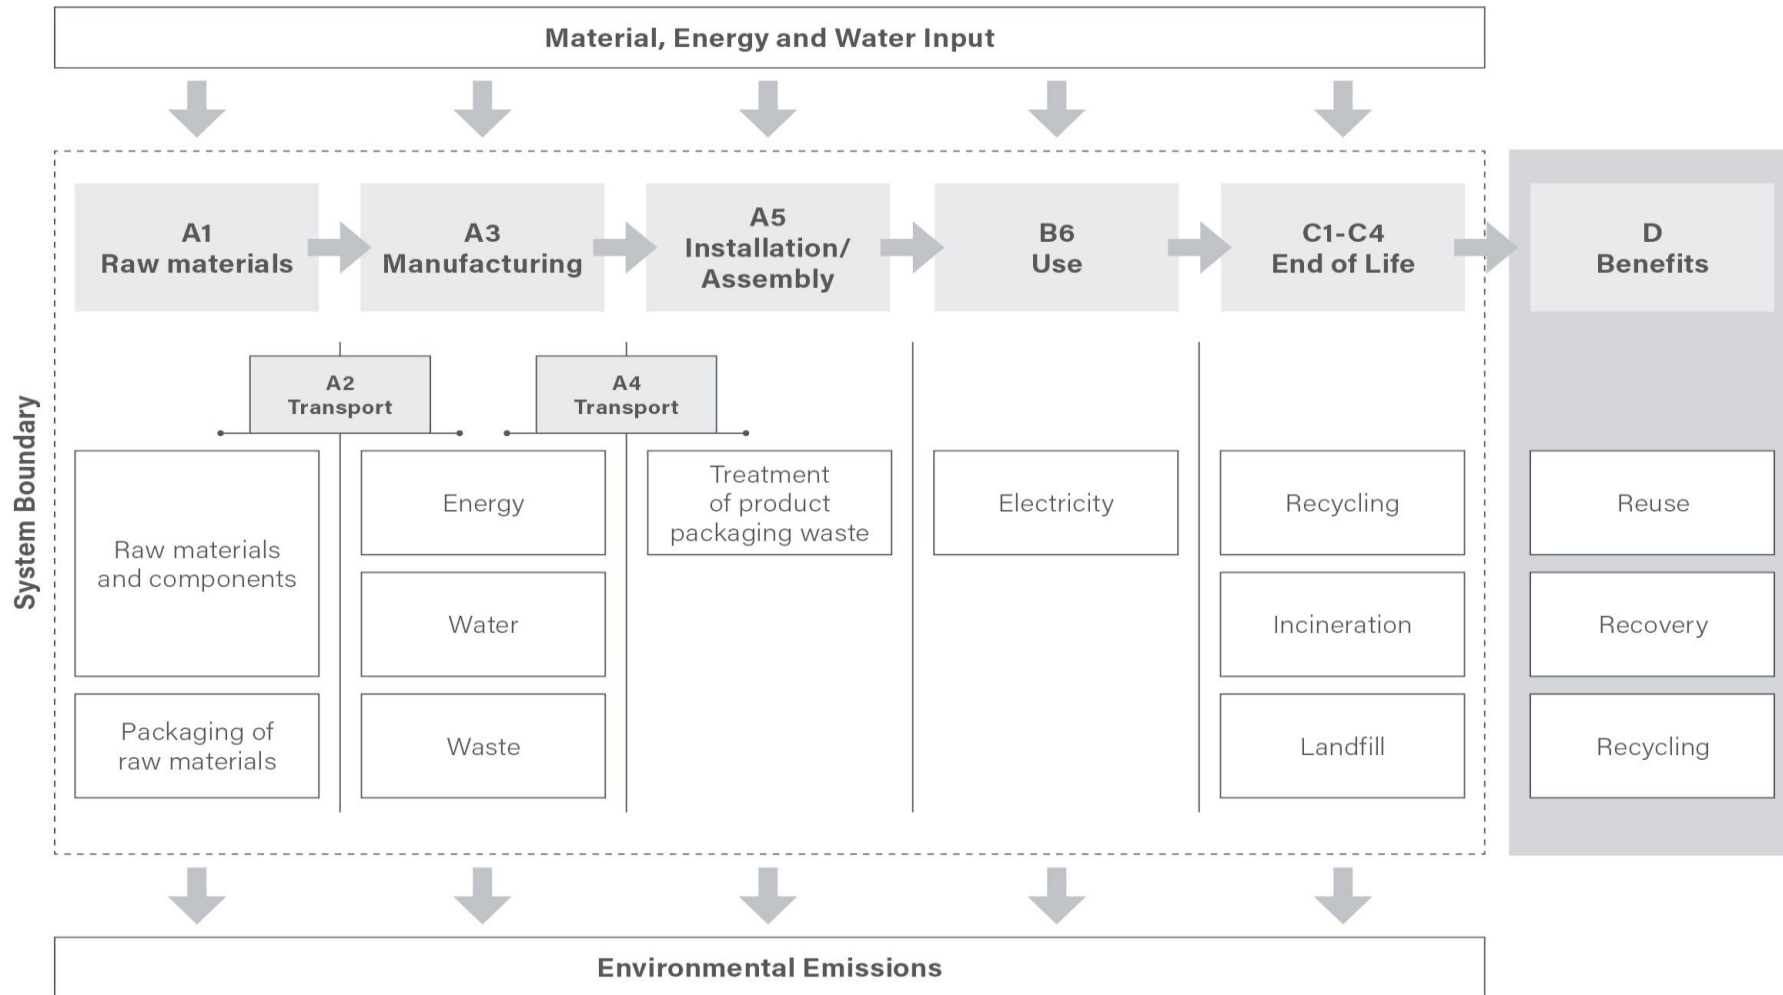 Material, Energy and Water Input
System Boundary
A1
Raw materials
A3
Manufacturing
A5
Installation/
Assembly
B6
Use
C1-C4
End of Life
D
Benefits
A2
Transport
A4
Transport
Raw materials
and components
Packaging of
raw materials
Energy
Water
Waste
Treatment
of product
packaging waste
Electricity
Recycling
Incineration
Landfill
Reuse
Recovery
Recycling
Environmental Emissions